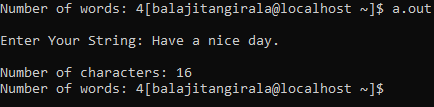 Number of words: 4[balajitangirala@localhost ~]$ a.out
Enter Your String: Have a nice day.
Number of characters: 16
Number of words: 4[balajitangirala@localhost ~]$